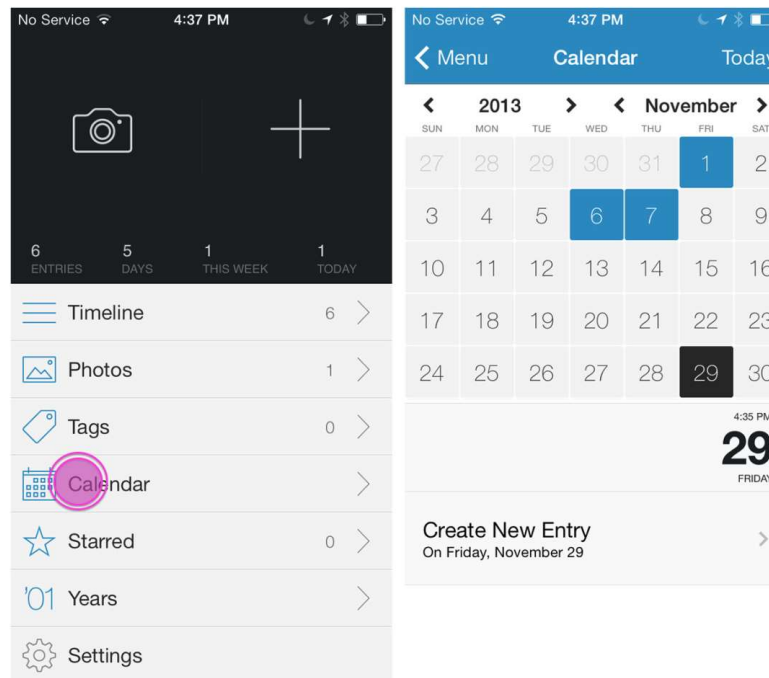 No Service 4:37 PM
6 5 1 1
ENTRIES DAYS THIS WEEK TODAY
Timeline 6
Photos 1
Tags 0
Calendar
Starred 0
'01 Years
Settings
No Service 4:37 PM
Menu Calendar Today
2013 November
SUN MON TUE WED THU FRI SAT
27 28 29 30 31 1 2
3 4 5 6 7 8 9
10 11 12 13 14 15 16
17 18 19 20 21 22 23
24 25 26 27 28 29 30
4:35 PM
29
FRIDAY
Create New Entry
On Friday, November 29